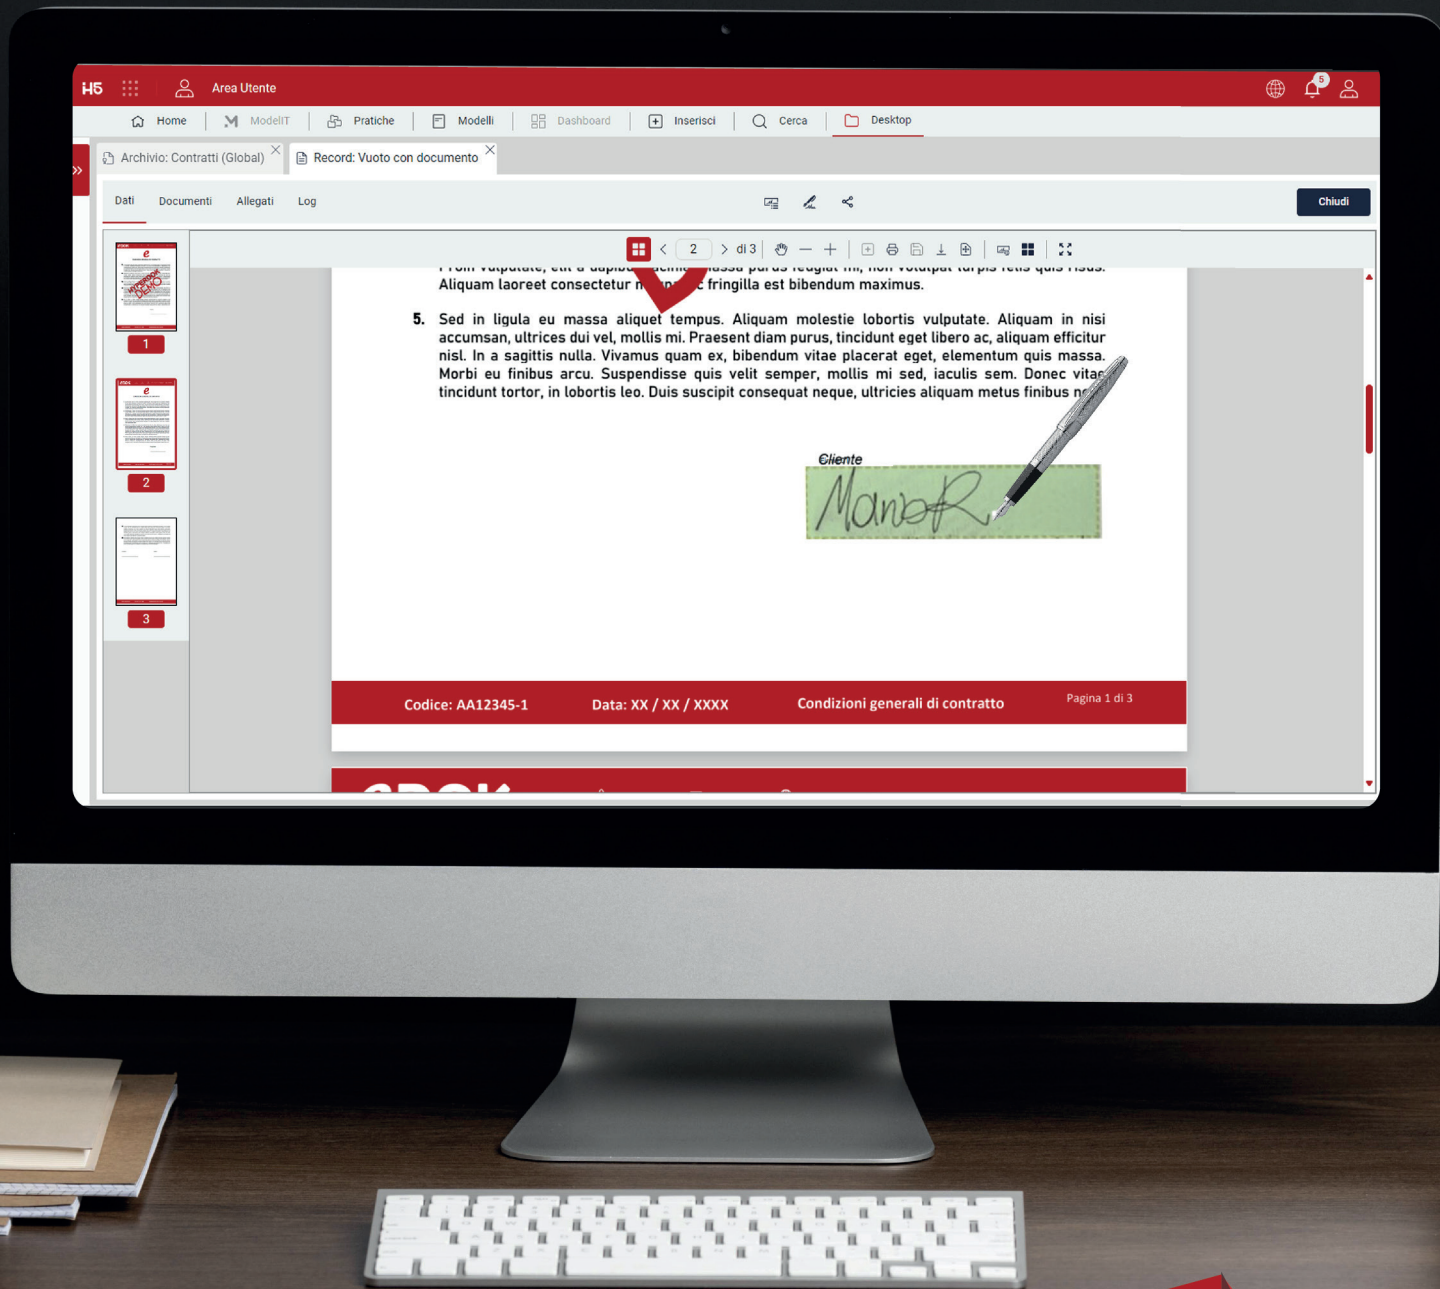 H5 Area Utente 5
Home ModelIT Pratiche Modelli Dashboard Inserisci Cerca Desktop
Archivio: Contratti (Global) Record: Vuoto con documento
Dati Documenti Allegati Log Chiudi
2 di 3
HYPERDOK
DEMO
1
2
3
Aliquam laoreet consectetur fringilla est bibendum maximus.
5. Sed in ligula eu massa aliquet tempus. Aliquam molestie lobortis vulputate. Aliquam in nisi
accumsan, ultrices dui vel, mollis mi. Praesent diam purus, tincidunt eget libero ac, aliquam efficitur
nisl. In a sagittis nulla. Vivamus quam ex, bibendum vitae placerat eget, elementum quis massa.
Morbi eu finibus arcu. Suspendisse quis velit semper, mollis mi sed, iaculis sem. Donec vitae
tincidunt tortor, in lobortis leo. Duis suscipit consequat neque, ultricies aliquam metus finibus
Cliente
Codice: AA12345-1 Data: XX / XX / XXXX Condizioni generali di contratto Pagina 1 di 3